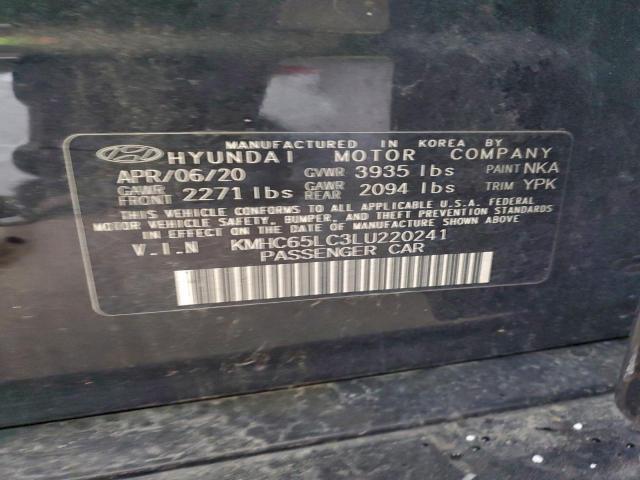 MANUFACTURED IN KOREA BY
HYUNDAI MOTOR COMPANY
APR/06/20 GVWR 3935 lbs PAINT NKA
GAWR FRONT 2271 lbs GAWR REAR 2094 lbs TRIM YPK
THIS VEHICLE CONFORMS TO ALL APPLICABLE U.S.A. FEDERAL
MOTOR VEHICLE SAFETY, BUMPER, AND THEFT PREVENTION
STANDARDS IN EFFECT ON THE DATE OF MANUFACTURE SHOWN ABOVE
V.I.N KMHC65LC3LU220241
PASSENGER CAR